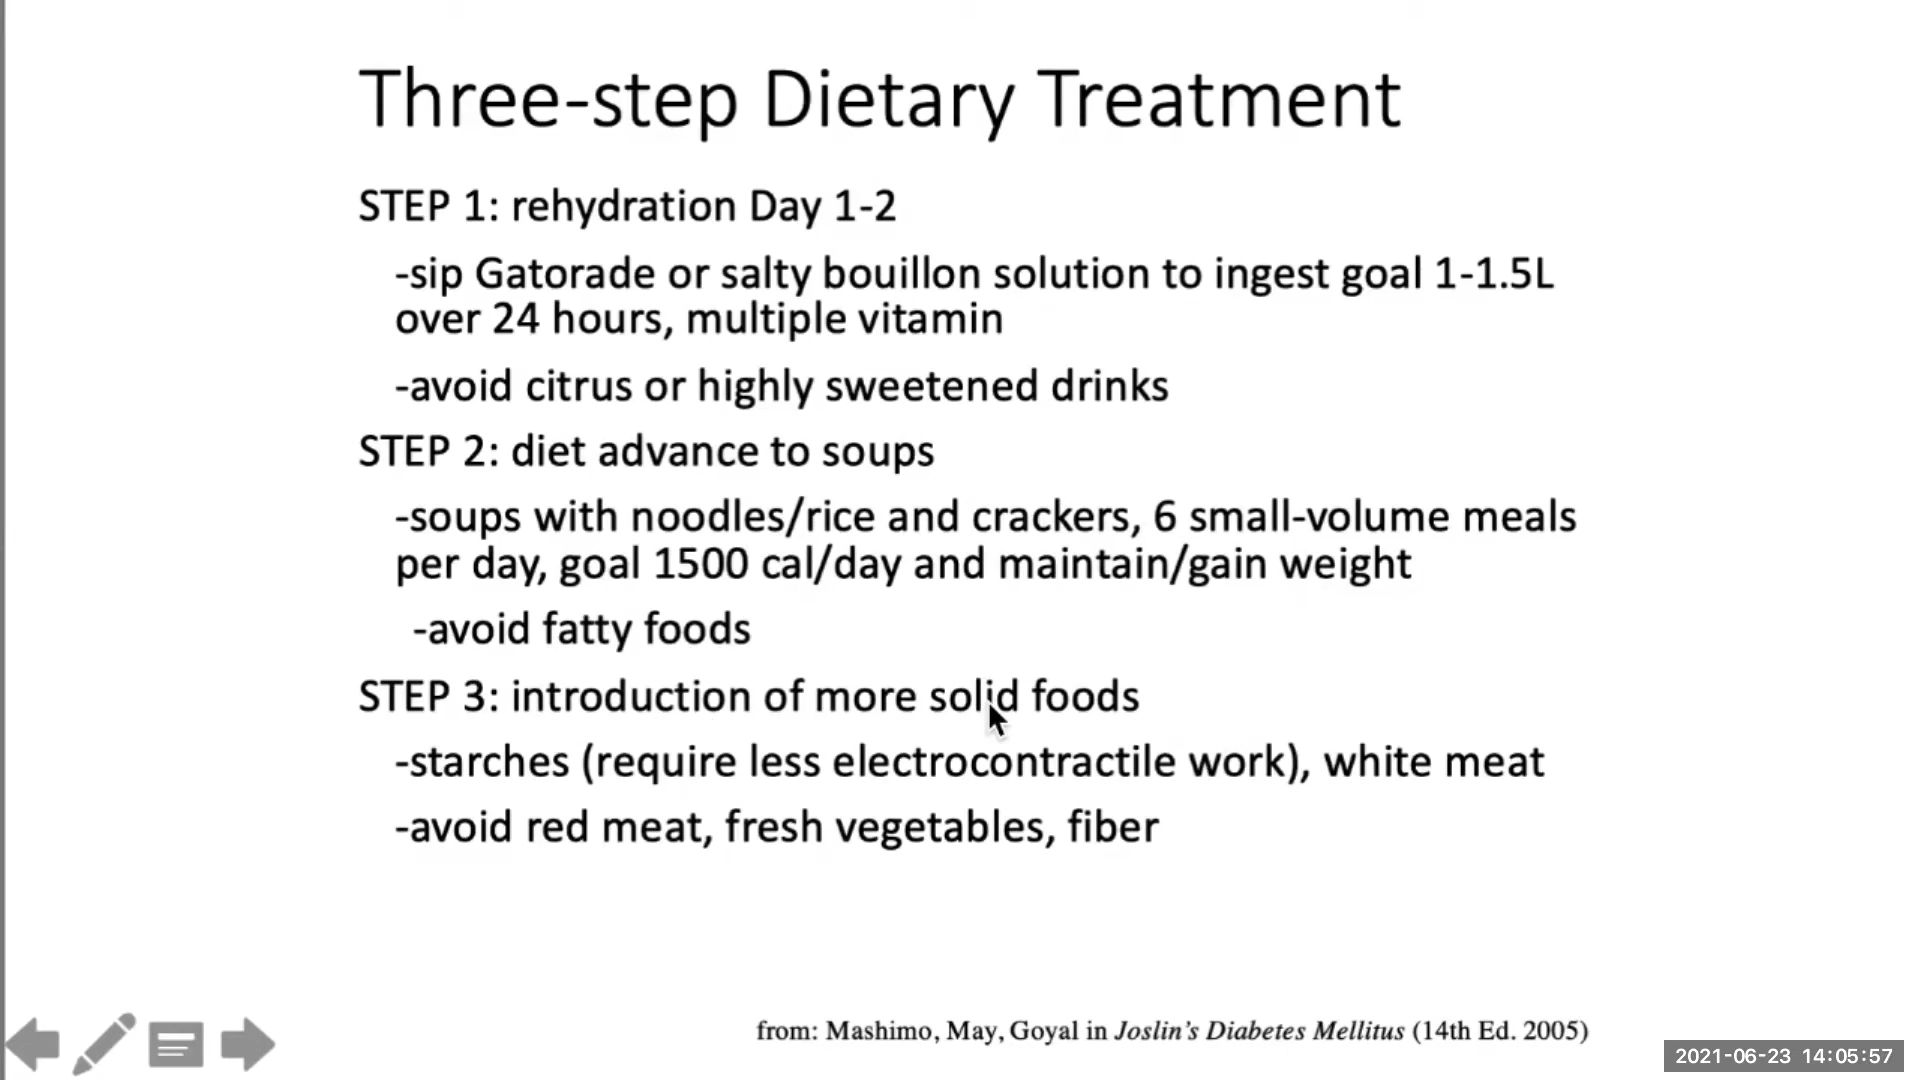 Three-step Dietary Treatment
STEP 1: rehydration Day 1-2
-sip Gatorade or salty bouillon solution to ingest goal 1-1.5L
over 24 hours, multiple vitamin
-avoid citrus or highly sweetened drinks
STEP 2: diet advance to soups
-soups with noodles/rice and crackers, 6 small-volume meals
per day, goal 1500 cal/day and maintain/gain weight
-avoid fatty foods
STEP 3: introduction of more solid foods
-starches (require less electrocontractile work), white meat
-avoid red meat, fresh vegetables, fiber
from: Mashimo, May, Goyal in Joslin's Diabetes Mellitus (14th Ed. 2005)
2021-06-23 14:05:57